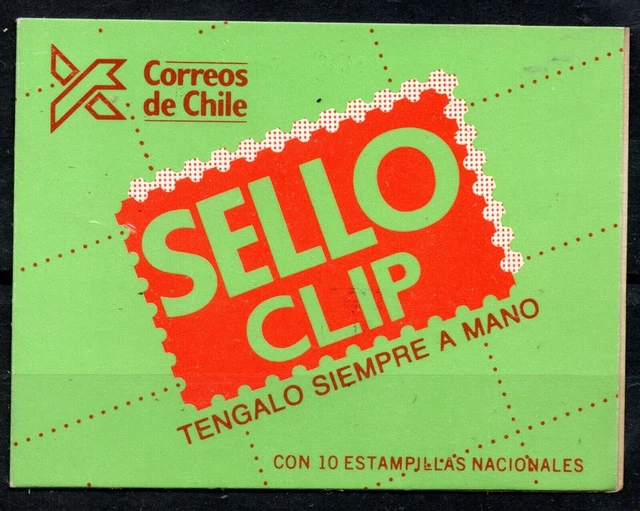 Correos
de Chile
SELLO
CLIP
TENGALO SIEMPRE A MANO
CON 10 ESTAMPILLAS NACIONALES